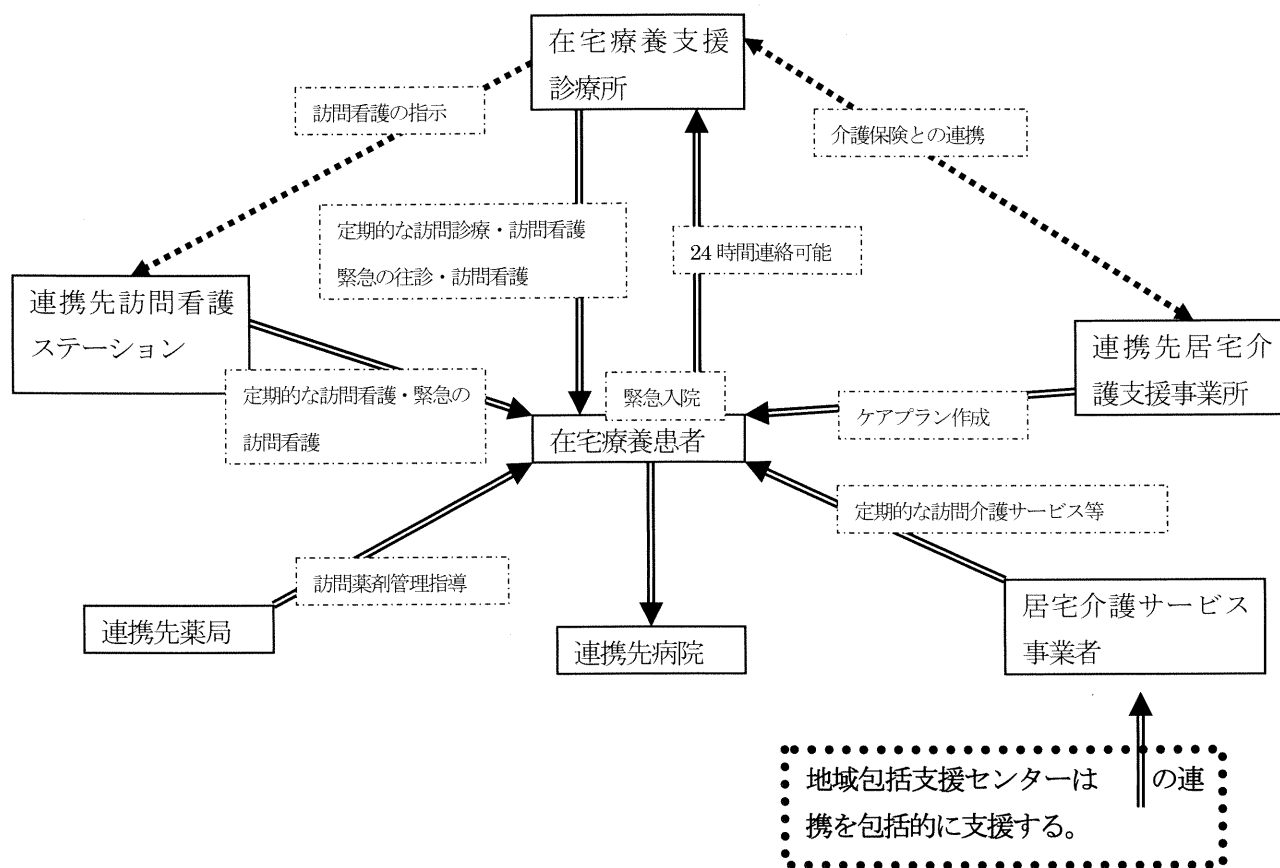 在宅療養支援
診療所
訪問看護の指示
介護保険との連携
定期的な訪問診療・訪問看護
緊急の往診・訪問看護
24時間連絡可能
連携先訪問看護
ステーション
連携先居宅介
護支援事業所
定期的な訪問看護・緊急の
訪問看護
緊急入院
ケアプラン作成
在宅療養患者
定期的な訪問介護サービス等
訪問薬剤管理指導
連携先薬局
連携先病院
居宅介護サービス
事業者
地域包括支援センターは の連
携を包括的に支援する。